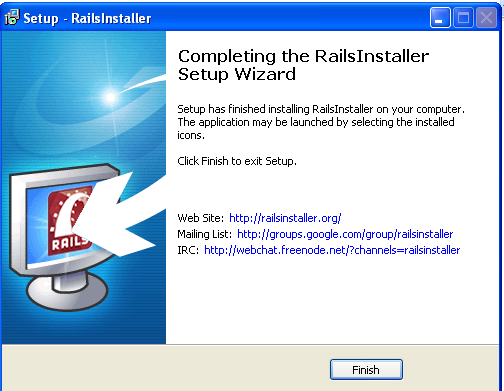 Setup - RailsInstaller
Completing the RailsInstaller
Setup Wizard
Setup has finished installing RailsInstaller on your computer.
The application may be launched by selecting the installed
icons.
Click Finish to exit Setup.
RAILS
Web Site: http://railsinstaller.org/
Mailing List: http://groups.google.com/group/railsinstaller
IRC: http://webchat.freenode.net/?channels=railsinstaller
Finish